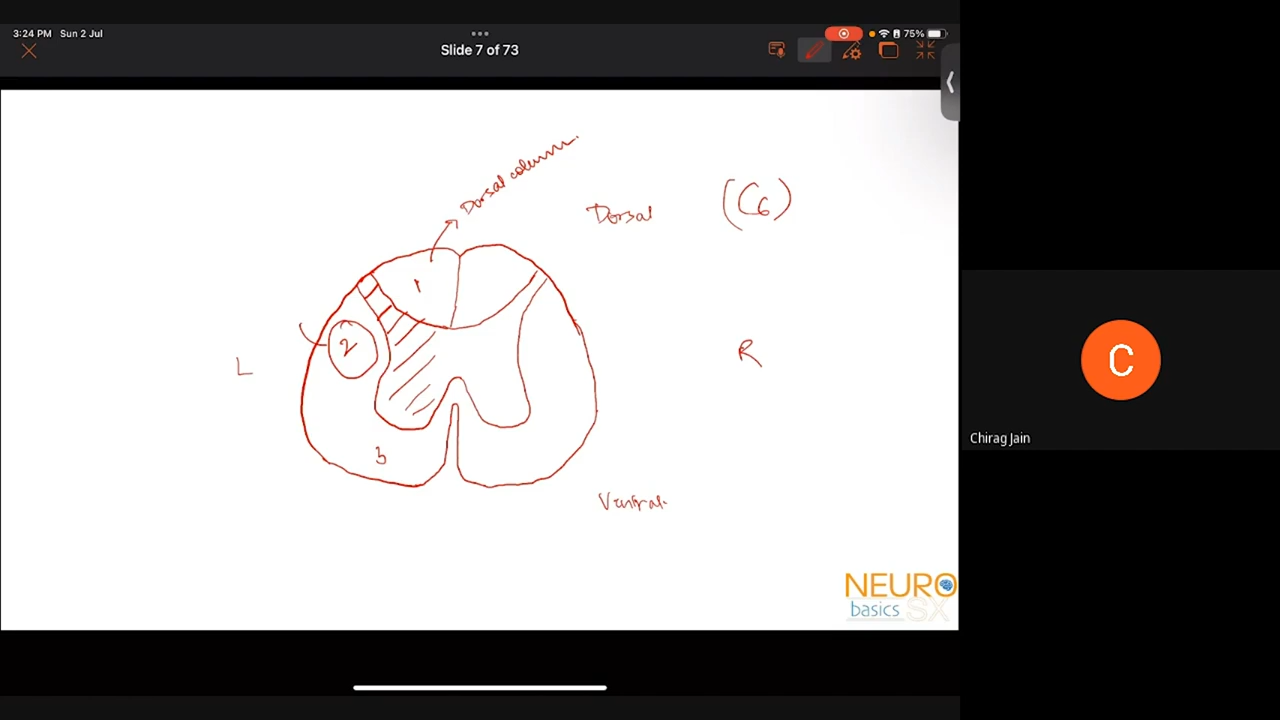 3:24 PM Sun 2 Jul
75%
Slide 7 of 73
Dorsal column
Dorsal
(C6)
1
2
L
R
3
Ventral
Chirag Jain
C
NEURO
basics SX